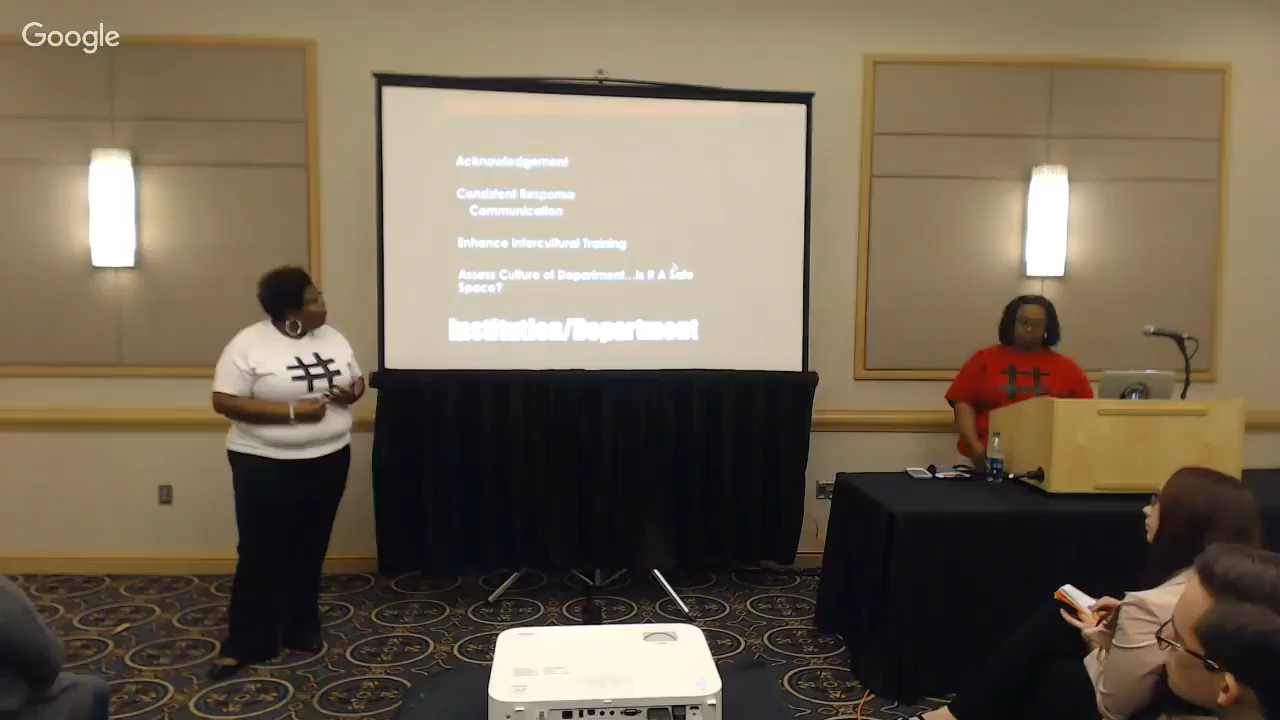 Google
Acknowledgement
Consistent Response
Communication
Enhance Intercultural Training
Assess Culture of Department...Is It A Safe
Space?
Institution/Department
#
#